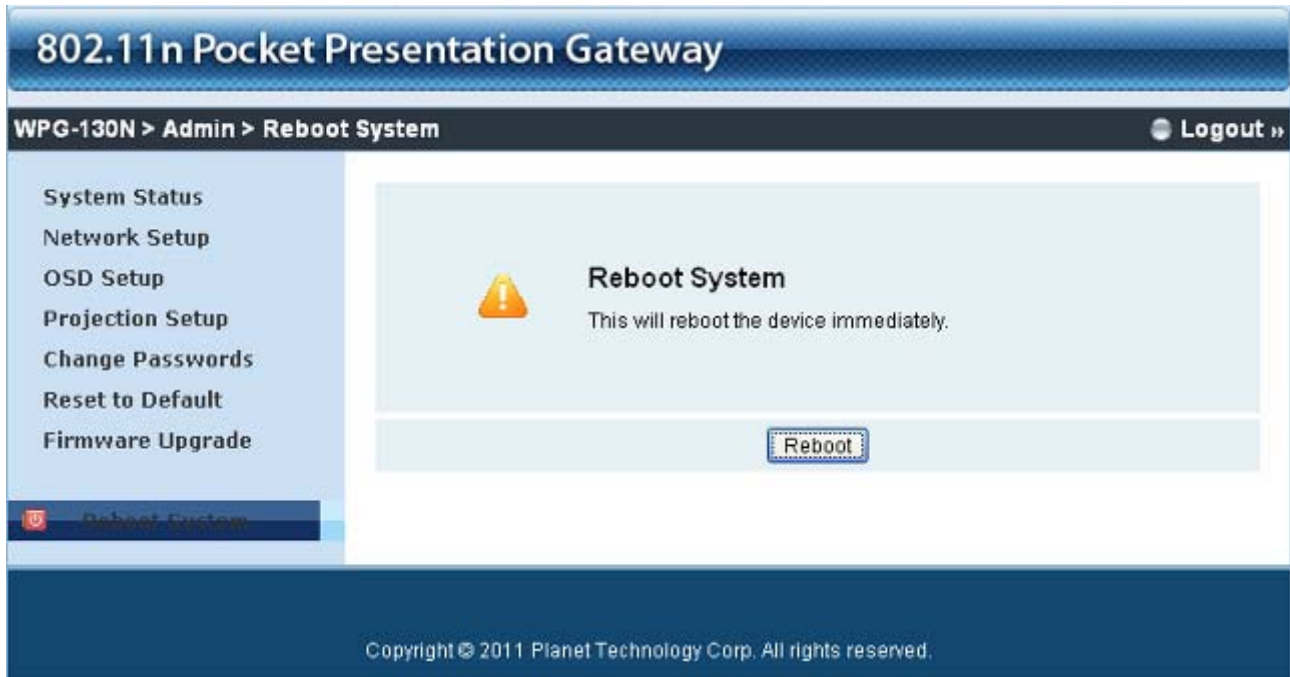 802.11n Pocket Presentation Gateway
WPG-130N > Admin > Reboot System
Logout »
System Status
Network Setup
OSD Setup
Projection Setup
Change Passwords
Reset to Default
Firmware Upgrade
Reboot System
Reboot System
This will reboot the device immediately.
Reboot
Copyright © 2011 Planet Technology Corp. All rights reserved.